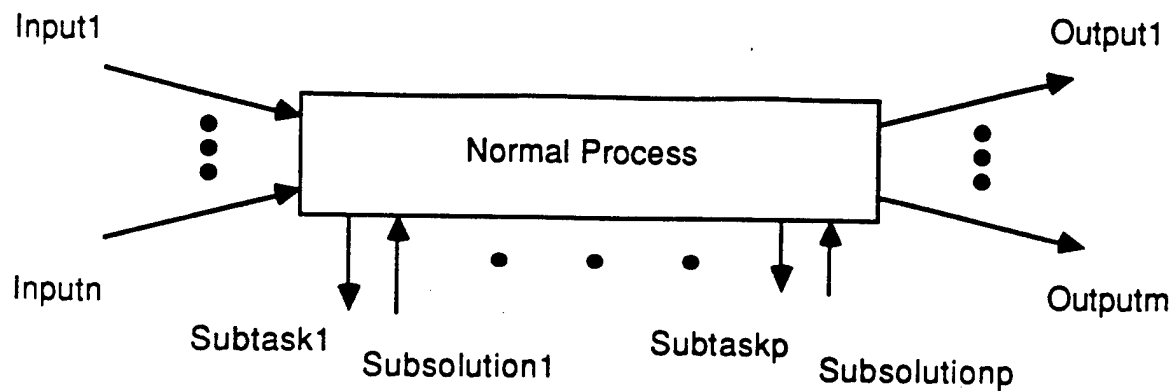 Input1
Output1
Normal Process
Inputn
Outputm
Subtask1
Subsolution1
Subtaskp
Subsolutionp